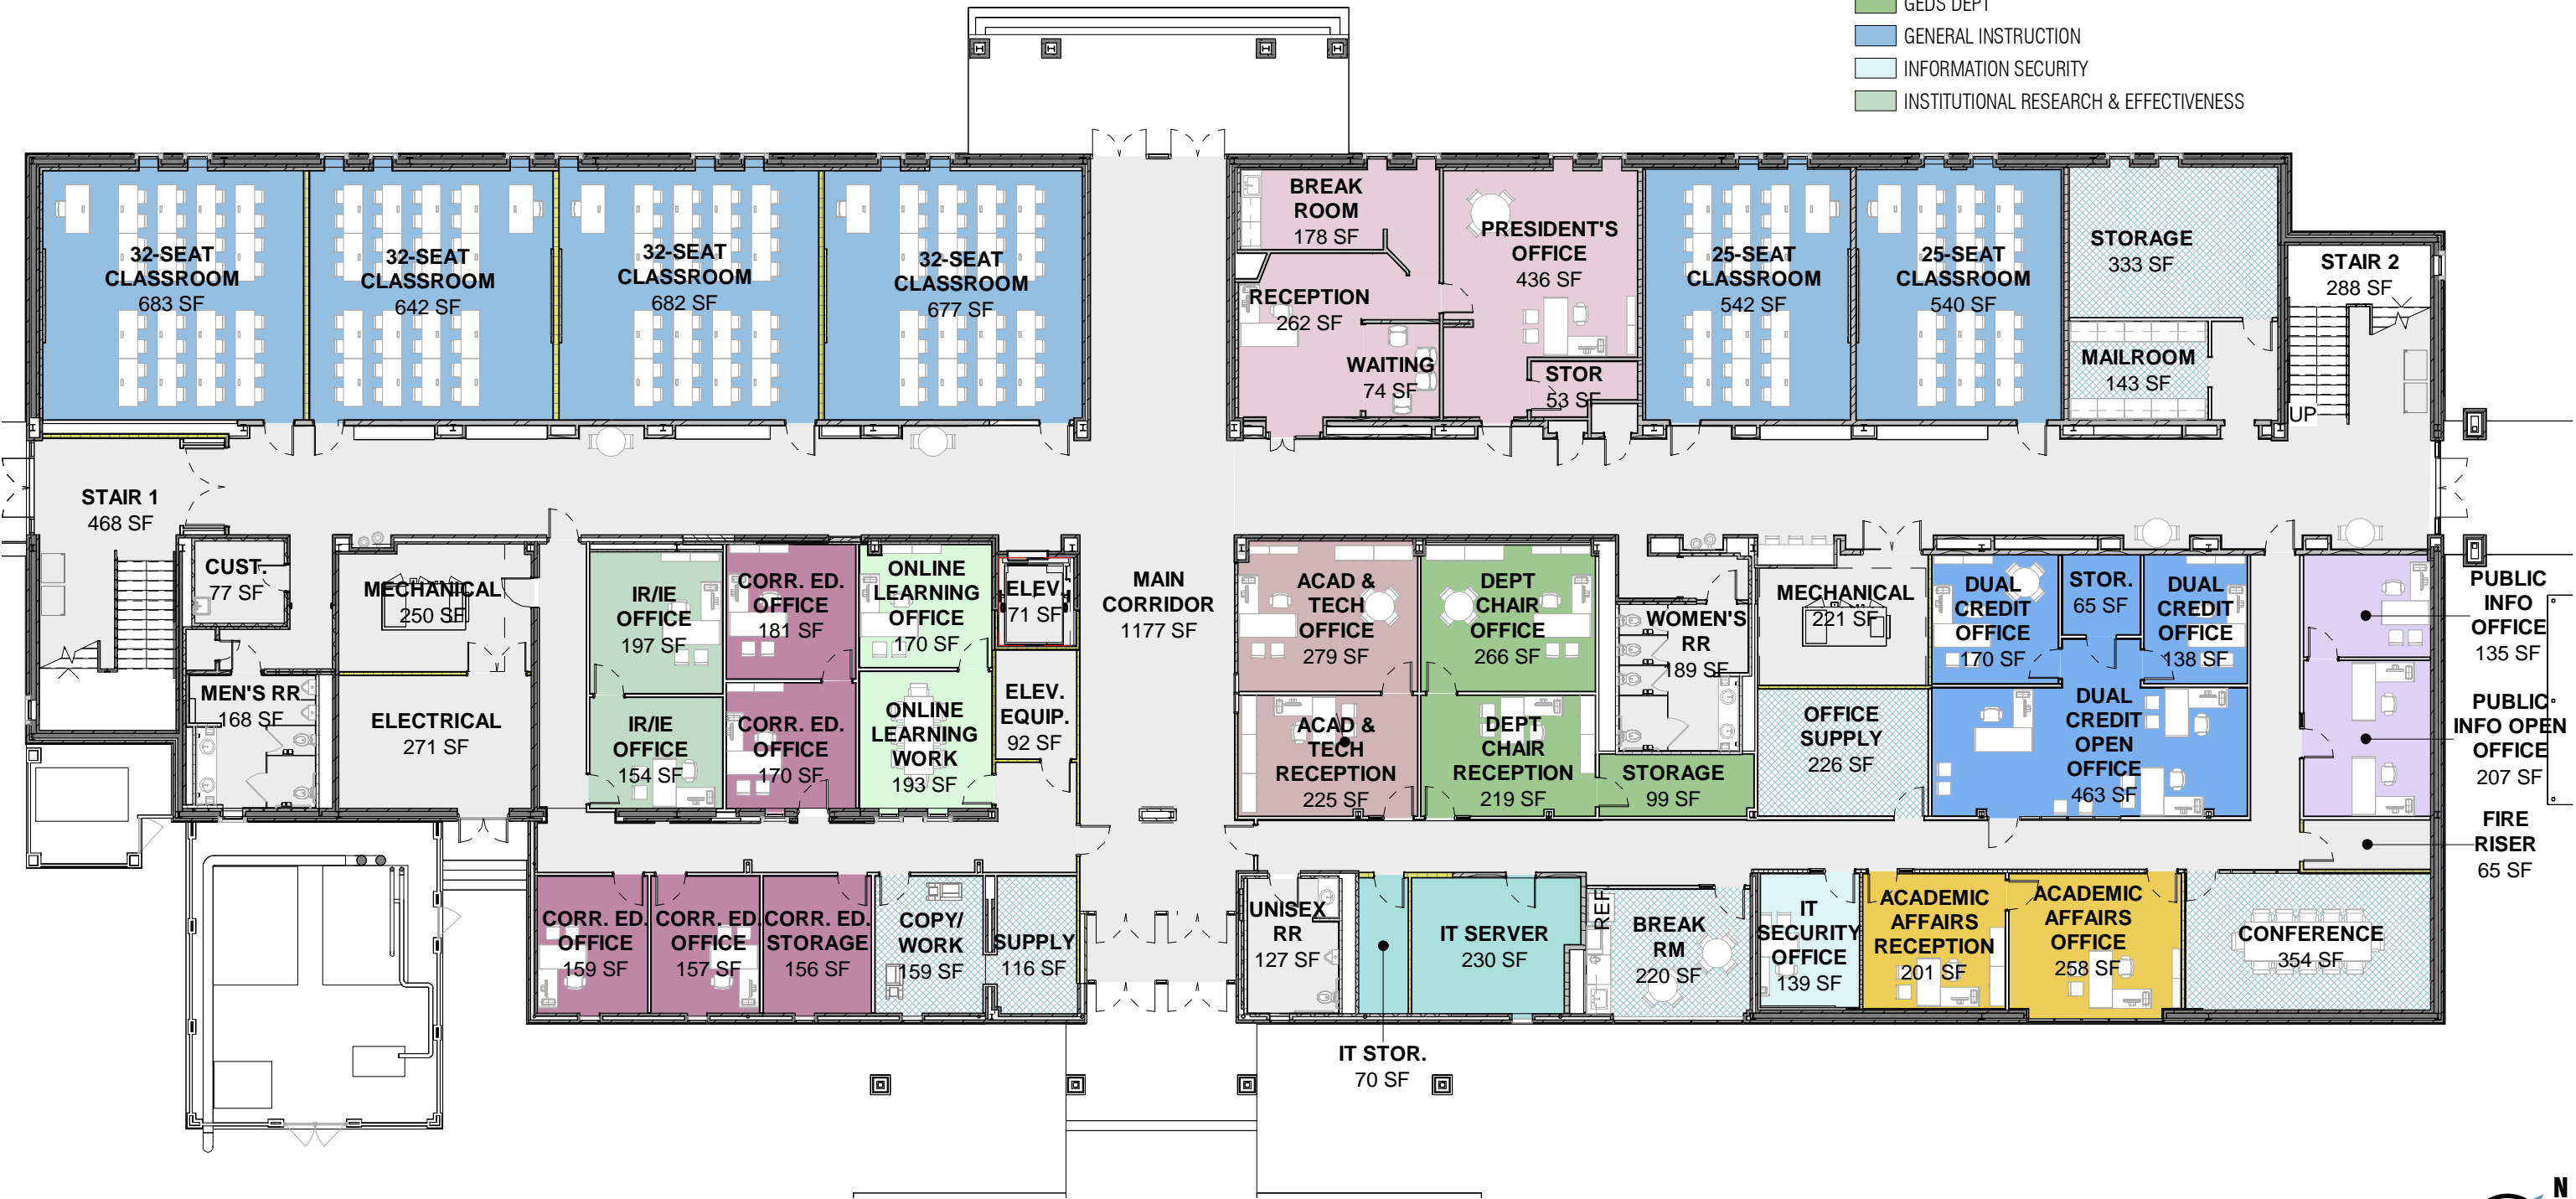 GEDS DEPT
GENERAL INSTRUCTION
INFORMATION SECURITY
INSTITUTIONAL RESEARCH & EFFECTIVENESS
32-SEAT
CLASSROOM
683 SF
32-SEAT
CLASSROOM
642 SF
32-SEAT
CLASSROOM
682 SF
32-SEAT
CLASSROOM
677 SF
BREAK
ROOM
178 SF
RECEPTION
262 SF
WAITING
74 SF
PRESIDENT'S
OFFICE
436 SF
STOR
53 SF
25-SEAT
CLASSROOM
542 SF
25-SEAT
CLASSROOM
540 SF
STORAGE
333 SF
MAILROOM
143 SF
STAIR 2
288 SF
UP
STAIR 1
468 SF
CUST.
77 SF
MECHANICAL
250 SF
MEN'S RR
168 SF
ELECTRICAL
271 SF
IR/IE
OFFICE
197 SF
IR/IE
OFFICE
154 SF
CORR. ED.
OFFICE
181 SF
CORR. ED.
OFFICE
170 SF
ONLINE
LEARNING
OFFICE
170 SF
ONLINE
LEARNING
WORK
193 SF
ELEV.
71 SF
ELEV.
EQUIP.
92 SF
MAIN
CORRIDOR
1177 SF
ACAD &
TECH
OFFICE
279 SF
ACAD &
TECH
RECEPTION
225 SF
DEPT
CHAIR
OFFICE
266 SF
DEPT
CHAIR
RECEPTION
219 SF
WOMEN'S
RR
189 SF
STORAGE
99 SF
MECHANICAL
221 SF
OFFICE
SUPPLY
226 SF
DUAL
CREDIT
OFFICE
170 SF
STOR.
65 SF
DUAL
CREDIT
OFFICE
138 SF
DUAL
CREDIT
OPEN
OFFICE
463 SF
PUBLIC
INFO
OFFICE
135 SF
PUBLIC
INFO OPEN
OFFICE
207 SF
FIRE
RISER
65 SF
CORR. ED.
OFFICE
159 SF
CORR. ED.
OFFICE
157 SF
CORR. ED.
STORAGE
156 SF
COPY/
WORK
159 SF
SUPPLY
116 SF
UNISEX
RR
127 SF
IT STOR.
70 SF
IT SERVER
230 SF
REF
BREAK
RM
220 SF
IT
SECURITY
OFFICE
139 SF
ACADEMIC
AFFAIRS
RECEPTION
201 SF
ACADEMIC
AFFAIRS
OFFICE
258 SF
CONFERENCE
354 SF
N